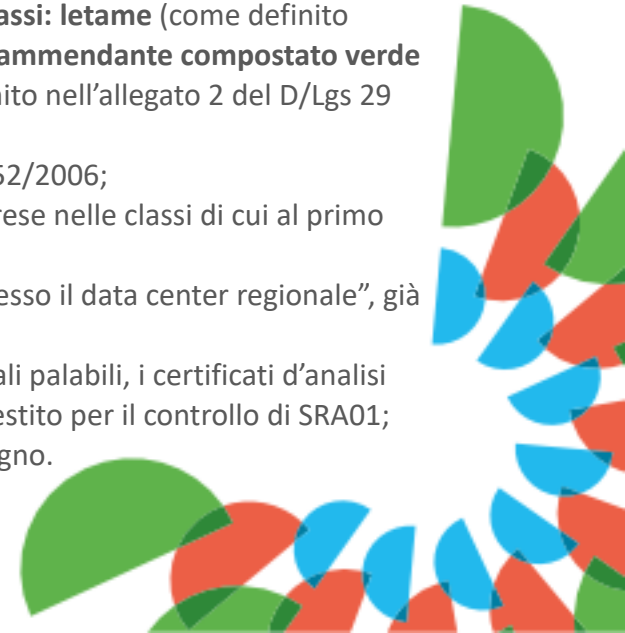 assi: letame (come definito
ammendante compostato verde
nito nell'allegato 2 del D/Lgs 29
52/2006;
rese nelle classi di cui al primo
esso il data center regionale”, già
ali palabili, i certificati d'analisi
estito per il controllo di SRA01;
gno.